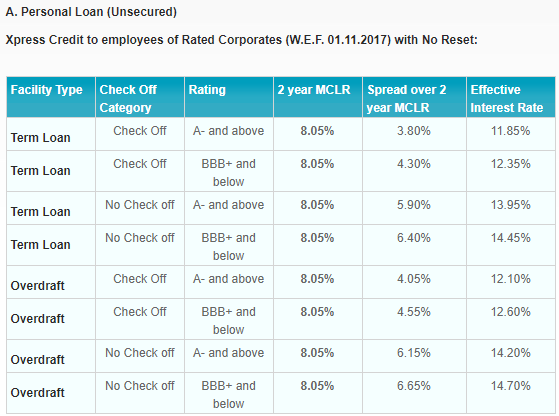 A. Personal Loan (Unsecured)
Xpress Credit to employees of Rated Corporates (W.E.F. 01.11.2017) with No Reset:
Facility Type Check Off Category Rating 2 year MCLR Spread over 2 year MCLR Effective Interest Rate
Term Loan Check Off A- and above 8.05% 3.80% 11.85%
Term Loan Check Off BBB+ and below 8.05% 4.30% 12.35%
Term Loan No Check off A- and above 8.05% 5.90% 13.95%
Term Loan No Check off BBB+ and below 8.05% 6.40% 14.45%
Overdraft Check Off A- and above 8.05% 4.05% 12.10%
Overdraft Check Off BBB+ and below 8.05% 4.55% 12.60%
Overdraft No Check off A- and above 8.05% 6.15% 14.20%
Overdraft No Check off BBB+ and below 8.05% 6.65% 14.70%